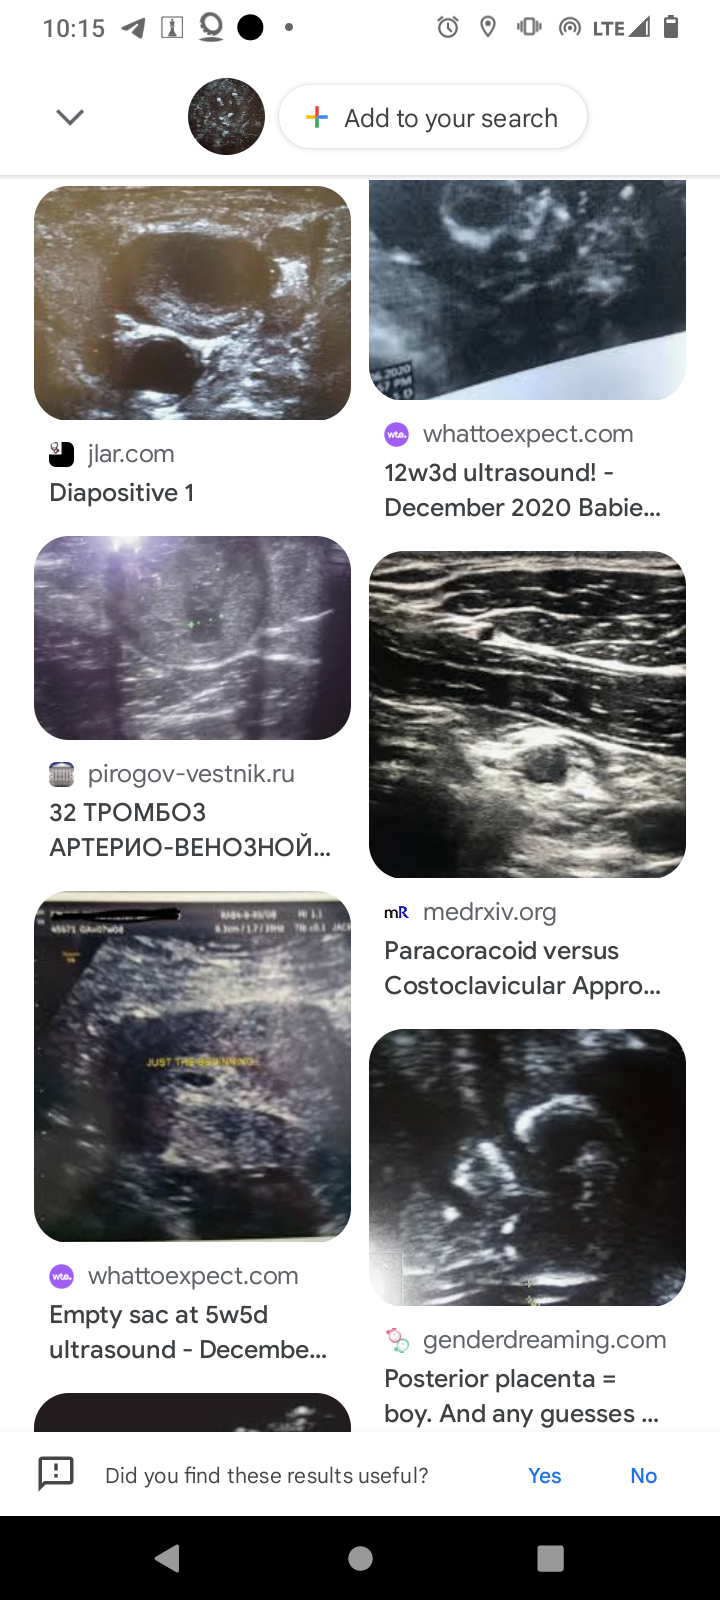 10:15
LTE
Add to your search
jlar.com
Diapositive 1
wte.
whattoexpect.com
12w3d ultrasound! -
December 2020 Babie...
pirogov-vestnik.ru
32 ТРОМБОЗ
АРТЕРИО-ВЕНОЗНОЙ...
mR
medrxiv.org
Paracoracoid versus
Costoclavicular Appro...
JUST THE BEGINNING
wte.
whattoexpect.com
Empty sac at 5w5d
ultrasound - Decembe...
genderdreaming.com
Posterior placenta =
boy. And any guesses ...
Did you find these results useful?
Yes
No